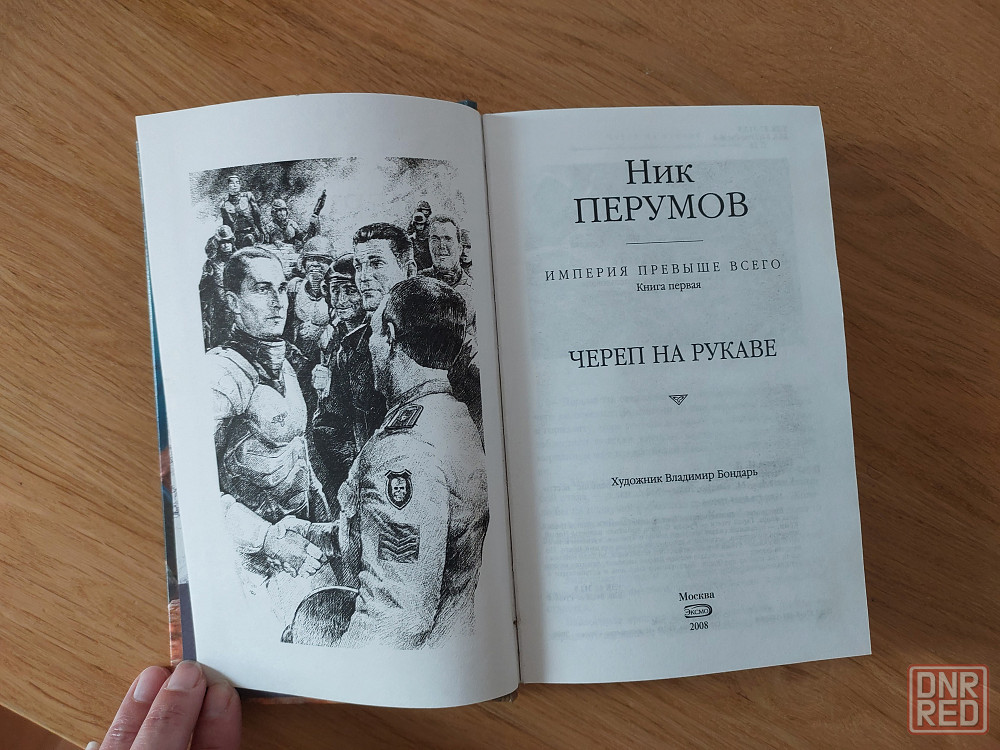 Ник
ПЕРУМОВ
ИМПЕРИЯ ПРЕВЫШЕ ВСЕГО
Книга первая
ЧЕРЕП НА РУКАВЕ
Художник Владимир Бондарь
Москва
ЭКСМО
2008
DNR
RED